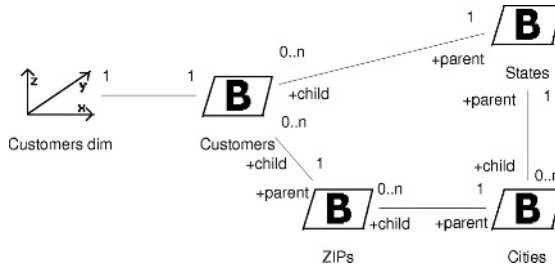 1
B
0..n
+parent
States
z
y
x
1
1
B
+child
0..n
+parent
1
Customers dim
Customers
+child
1
+parent
+child
B
0..n
+child
1
+parent
0..n
B
ZIPs
Cities